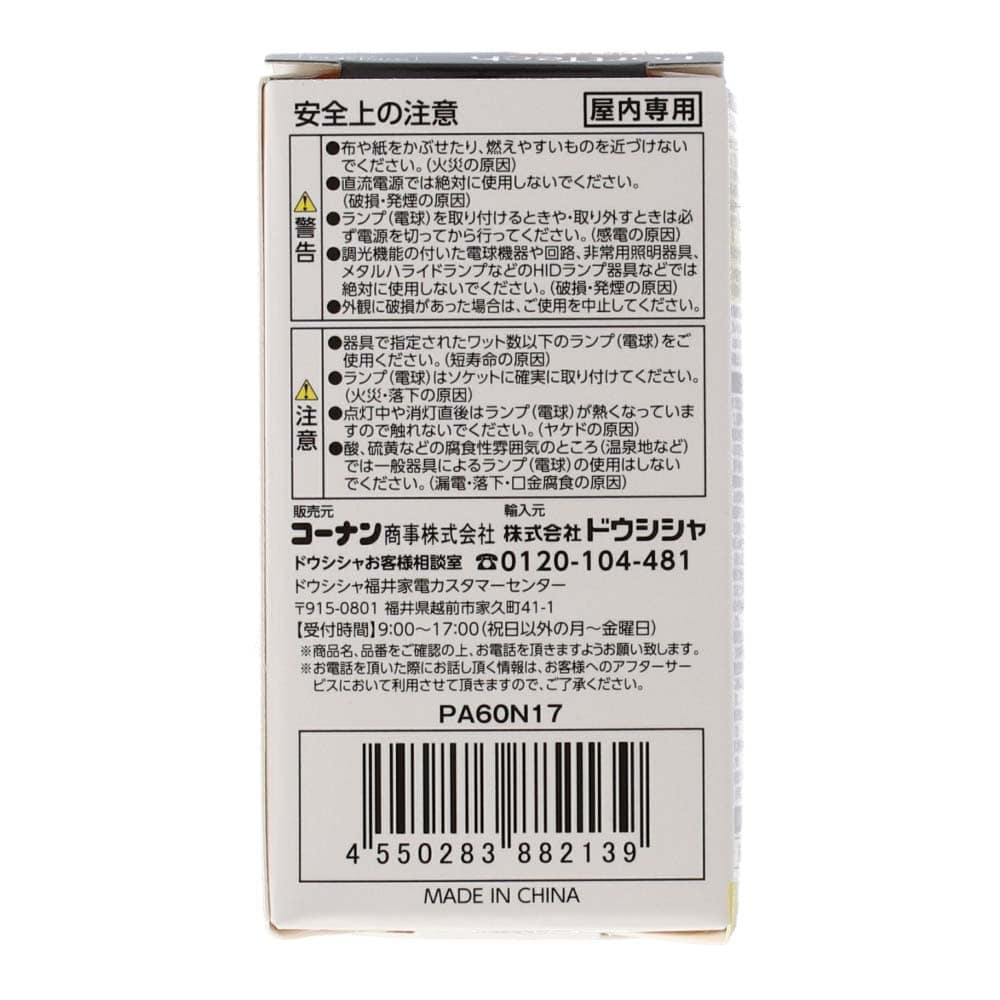 安全上の注意
屋内専用
警告
●布や紙をかぶせたり、燃えやすいものを近づけない
でください。(火災の原因)
●直流電源では絶対に使用しないでください。
(破損・発煙の原因)
●ランプ(電球)を取り付けるときや・取り外すときは必
ず電源を切ってから行ってください。(感電の原因)
●調光機能の付いた電球機器や回路、非常用照明器具、
メタルハライドランプなどのHIDランプ器具などでは
絶対に使用しないでください。(破損・発煙の原因)
●外観に破損があった場合は、ご使用を中止してください。
注意
●器具で指定されたワット数以下のランプ(電球)をご
使用ください。(短寿命の原因)
●ランプ(電球)はソケットに確実に取り付けてください。
(火災・落下の原因)
●点灯中や消灯直後はランプ(電球)が熱くなっていま
すので触れないでください。(ヤケドの原因)
●酸、硫黄などの腐食性雰囲気のところ(温泉地など)
では一般器具によるランプ(電球)の使用はしない
でください。(漏電・落下・口金腐食の原因)
販売元 輸入元
コーナン商事株式会社 株式会社ドウシシャ
ドウシシャお客様相談室 ☎0120-104-481
ドウシシャ福井家電カスタマーセンター
〒915-0801 福井県越前市家久町41-1
【受付時間】9:00～17:00(祝日以外の月～金曜日)
※商品名、品番をご確認の上、お電話を頂きますようお願い致します。
※お電話を頂いた際にお話し頂く情報は、お客様へのアフターサー
ビスにおいて利用させて頂きますので、ご了承ください。
PA60N17
4 550283 882139
MADE IN CHINA